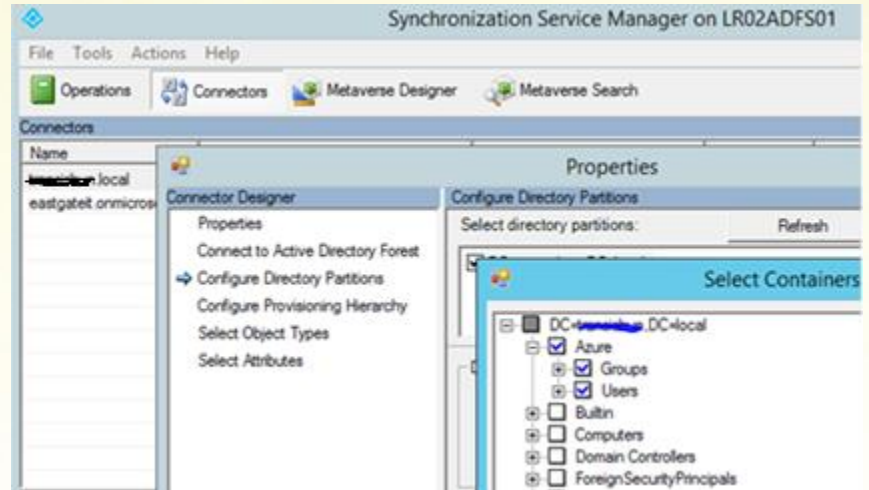 Synchronization Service Manager on LR02ADFS01
File Tools Actions Help
Operations Connectors Metaverse Designer Metaverse Search
Connectors
Name
.local
eastgateit.onmicros
Properties
Connector Designer
Properties
Connect to Active Directory Forest
Configure Directory Partitions
Configure Provisioning Hierarchy
Select Object Types
Select Attributes
Configure Directory Partitions
Select directory partitions:
Refresh
Select Containers
DC= ,DC=local
Azure
Groups
Users
Builtin
Computers
Domain Controllers
ForeignSecurityPrincipals